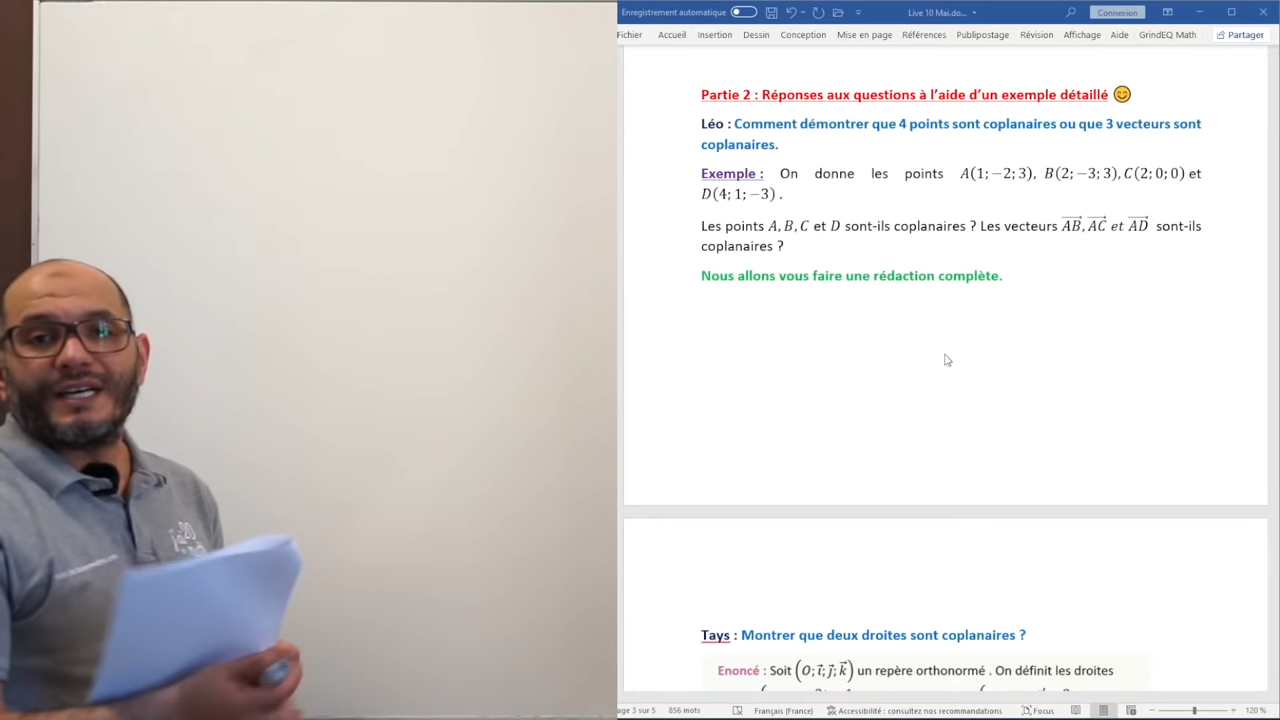 Enregistrement automatique
Live 10 Mai.do...
Connexion
Fichier Accueil Insertion Dessin Conception Mise en page Références Publipostage Révision Affichage Aide GrindEQ Math Partager
Partie 2 : Réponses aux questions à l'aide d'un exemple détaillé 😊
Léo : Comment démontrer que 4 points sont coplanaires ou que 3 vecteurs sont
coplanaires.
Exemple : On donne les points A(1; −2; 3), B(2; −3; 3), C(2; 0; 0) et
D(4; 1; −3) .
Les points A, B, C et D sont-ils coplanaires ? Les vecteurs AB⃗, AC⃗ et AD⃗ sont-ils
coplanaires ?
Nous allons vous faire une rédaction complète.
Tays : Montrer que deux droites sont coplanaires ?
Enoncé : Soit (O; i⃗; j⃗; k⃗) un repère orthonormé . On définit les droites
page 3 sur 5 856 mots Français (France) Accessibilité : consultez nos recommandations Focus 120 %